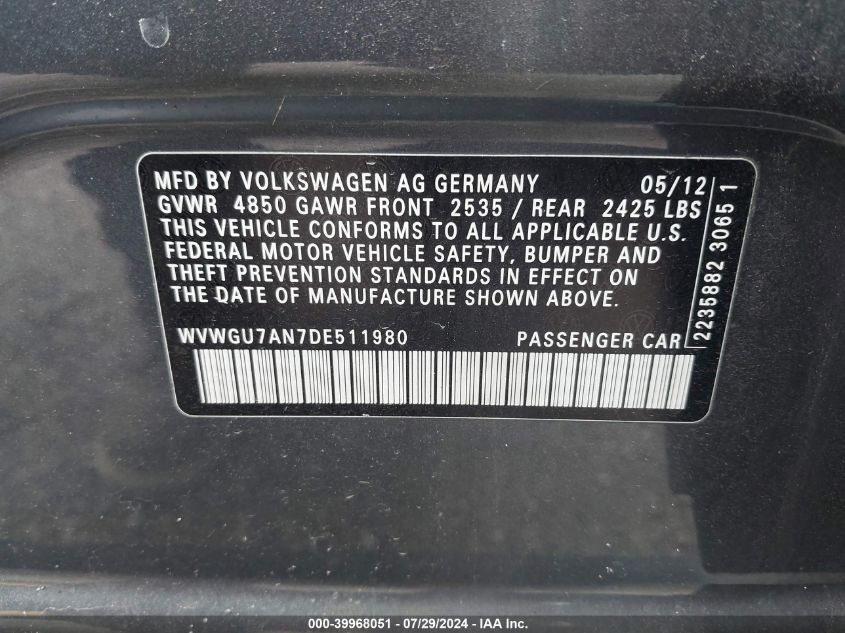 MFD BY VOLKSWAGEN AG GERMANY 05/12
GVWR 4850 GAWR FRONT 2535 / REAR 2425 LBS
THIS VEHICLE CONFORMS TO ALL APPLICABLE U.S.
FEDERAL MOTOR VEHICLE SAFETY, BUMPER AND
THEFT PREVENTION STANDARDS IN EFFECT ON
THE DATE OF MANUFACTURE SHOWN ABOVE.
WVWGU7AN7DE511980 PASSENGER CAR
2235882 3065 1
000-39968051 / 07/29/2024 - IAA Inc.